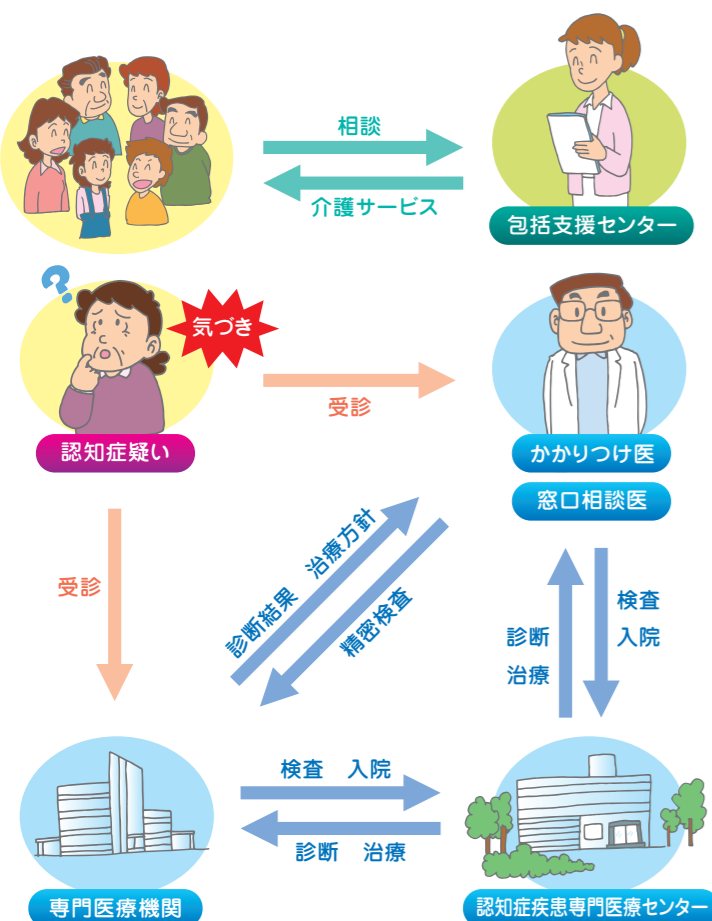 相談
介護サービス
包括支援センター
?
気づき
受診
認知症疑い
かかりつけ医
窓口相談医
受診
診断結果 治療方針
精密検査
検査
入院
診断
治療
検査 入院
診断 治療
専門医療機関
認知症疾患専門医療センター